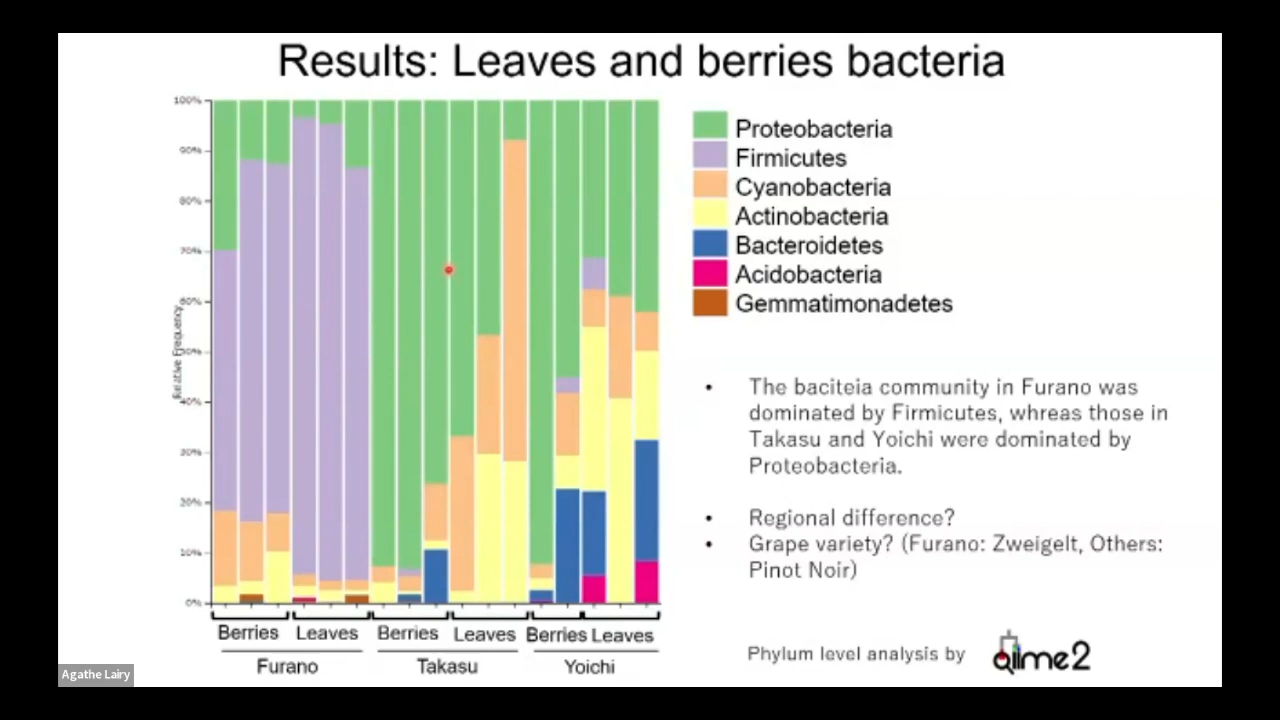 Results: Leaves and berries bacteria
100%
90%
80%
70%
60%
50%
40%
30%
20%
10%
0%
Relative Frequency
Berries Leaves Berries Leaves Berries Leaves
Furano Takasu Yoichi
Proteobacteria
Firmicutes
Cyanobacteria
Actinobacteria
Bacteroidetes
Acidobacteria
Gemmatimonadetes
• The baciteia community in Furano was
dominated by Firmicutes, whreas those in
Takasu and Yoichi were dominated by
Proteobacteria.
• Regional difference?
• Grape variety? (Furano: Zweigelt, Others:
Pinot Noir)
Phylum level analysis by qiime2
Agathe Lairy